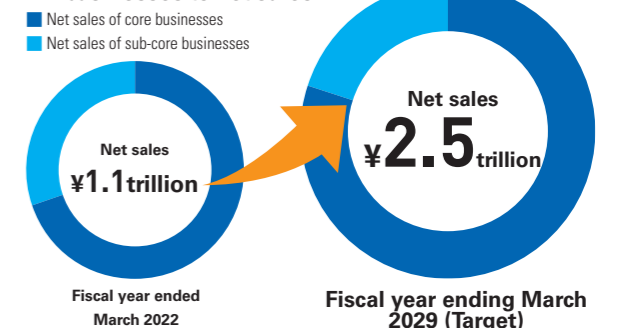 Net sales of core businesses
Net sales of sub-core businesses
Net sales
¥1.1trillion
Fiscal year ended
March 2022
Net sales
¥2.5trillion
Fiscal year ending March
2029 (Target)